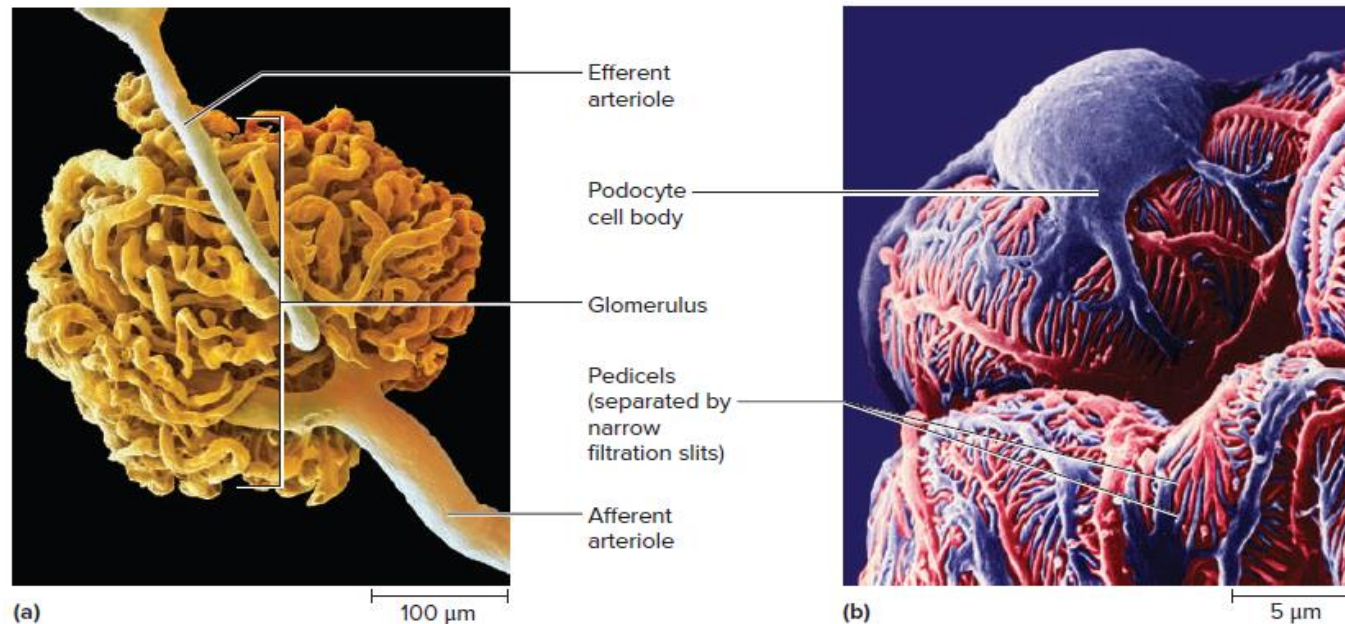 Efferent
arteriole
Podocyte
cell body
Glomerulus
Pedicels
(separated by
narrow
filtration slits)
Afferent
arteriole
(a)
100 µm
(b)
5 µm